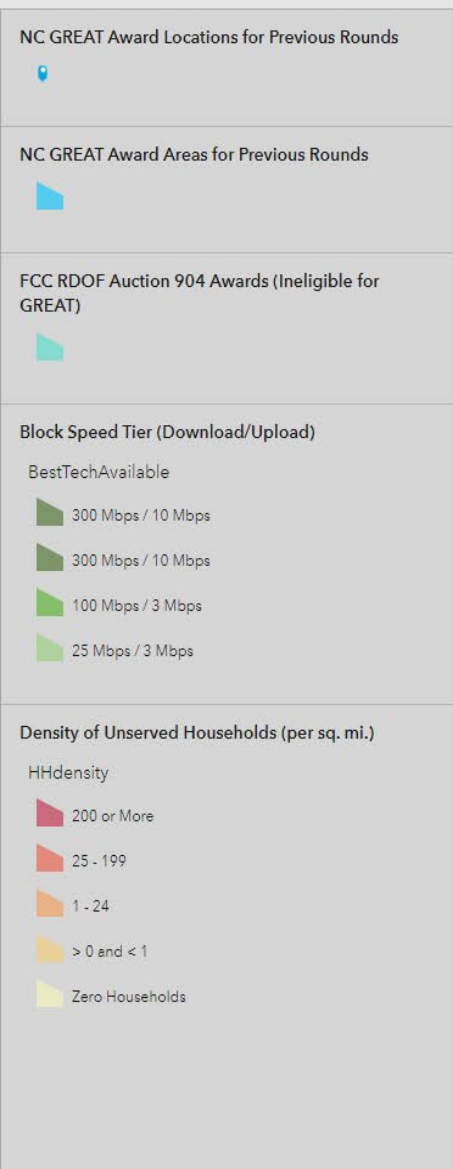 NC GREAT Award Locations for Previous Rounds
NC GREAT Award Areas for Previous Rounds
FCC RDOF Auction 904 Awards (Ineligible for
GREAT)
Block Speed Tier (Download/Upload)
BestTechAvailable
300 Mbps / 10 Mbps
300 Mbps / 10 Mbps
100 Mbps / 3 Mbps
25 Mbps / 3 Mbps
Density of Unserved Households (per sq. mi.)
HHdensity
200 or More
25 - 199
1 - 24
> 0 and < 1
Zero Households